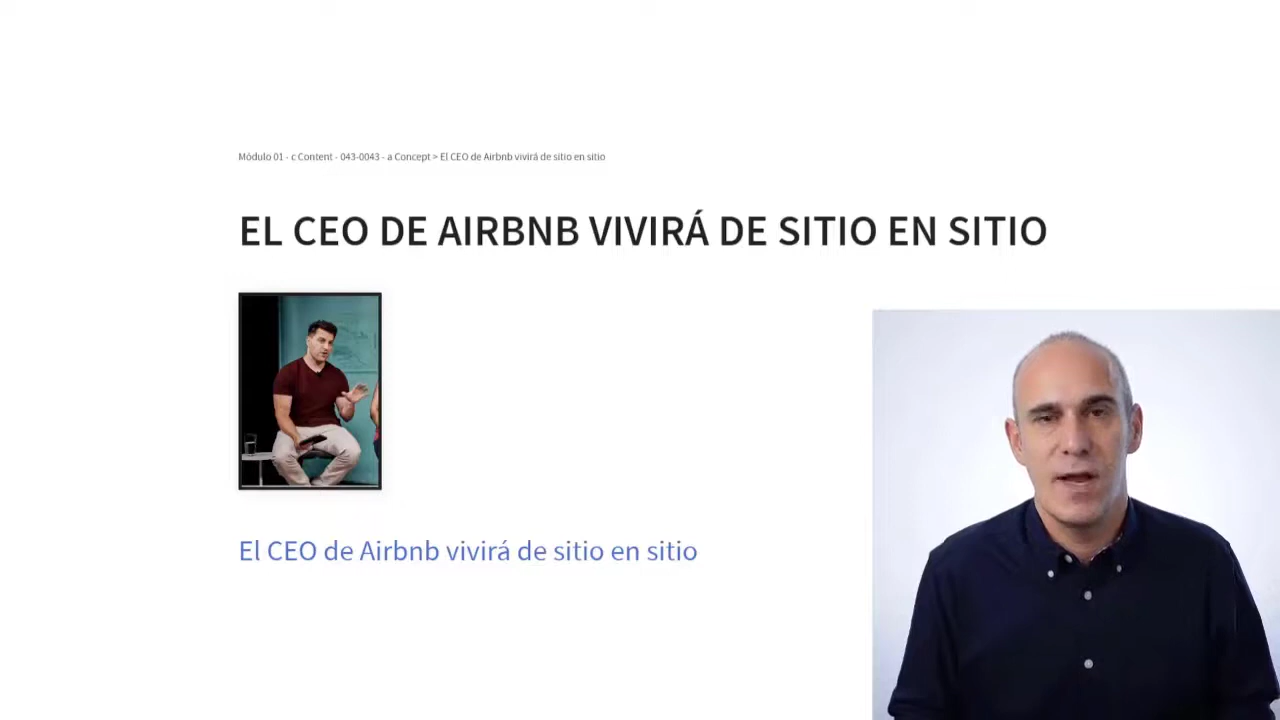 Módulo 01 - c Content - 043-0043 - a Concept > El CEO de Airbnb vivirá de sitio en sitio
EL CEO DE AIRBNB VIVIRÁ DE SITIO EN SITIO
El CEO de Airbnb vivirá de sitio en sitio